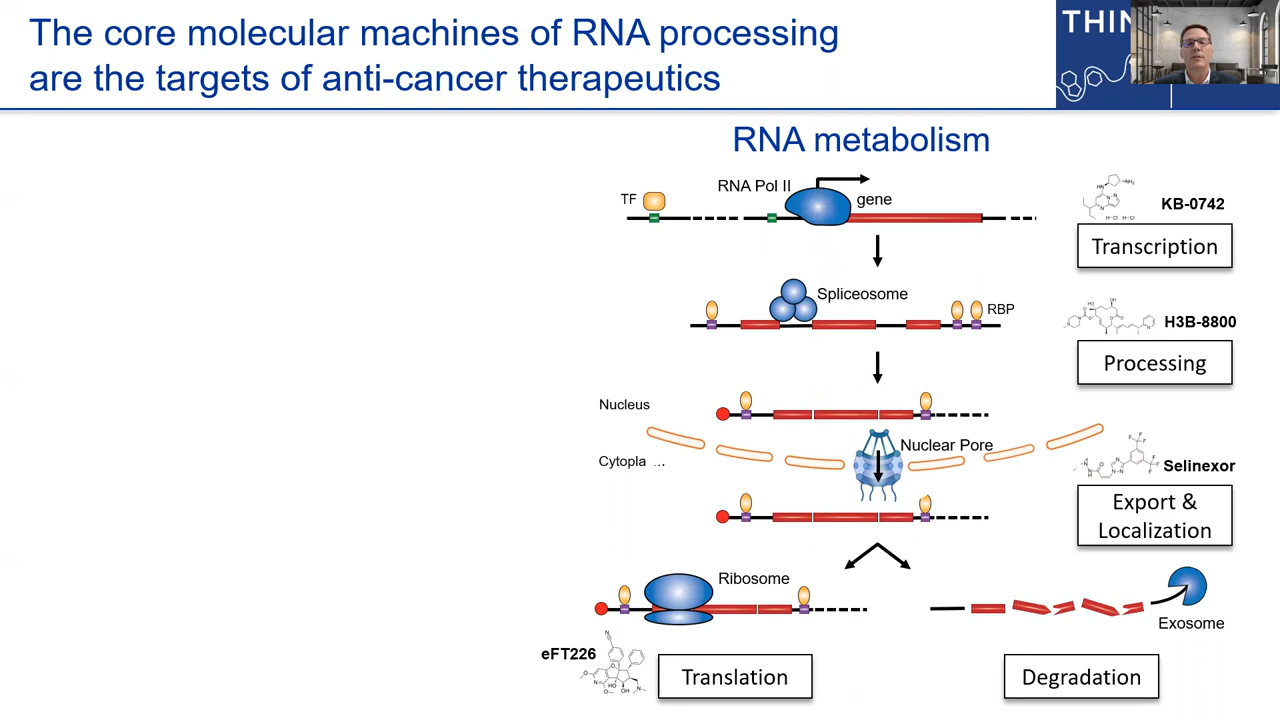 The core molecular machines of RNA processing
are the targets of anti-cancer therapeutics
THIN
RNA metabolism
RNA Pol II
TF
gene
KB-0742
Transcription
Spliceosome
RBP
H3B-8800
Processing
Nucleus
Nuclear Pore
Cytopla ...
Selinexor
Export &
Localization
Ribosome
Exosome
eFT226
Translation
Degradation